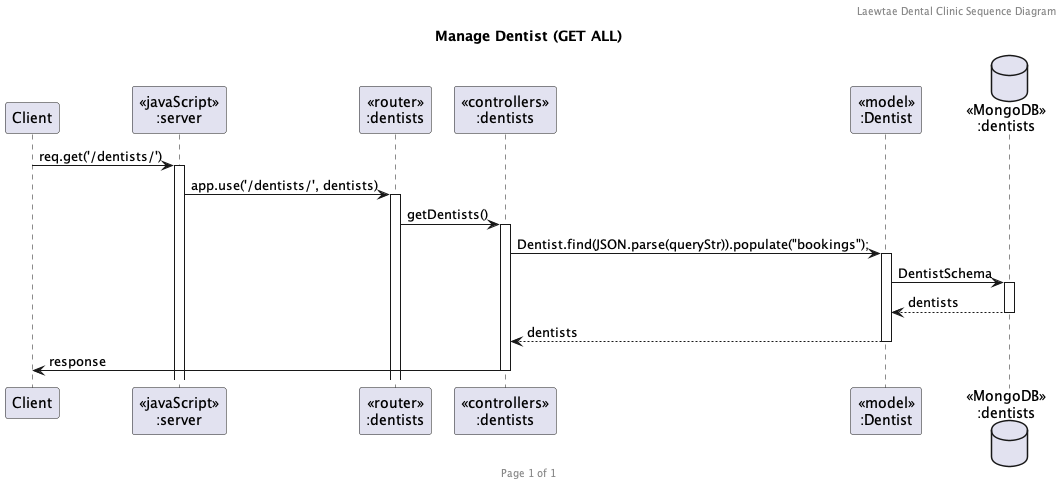 Laewtae Dental Clinic Sequence Diagram
Manage Dentist (GET ALL)
Client
«javaScript»
:server
«router»
:dentists
«controllers»
:dentists
«model»
:Dentist
«MongoDB»
:dentists
req.get('/dentists/')
app.use('/dentists/', dentists)
getDentists()
Dentist.find(JSON.parse(queryStr)).populate("bookings");
DentistSchema
dentists
dentists
response
Client
«javaScript»
:server
«router»
:dentists
«controllers»
:dentists
«model»
:Dentist
«MongoDB»
:dentists
Page 1 of 1